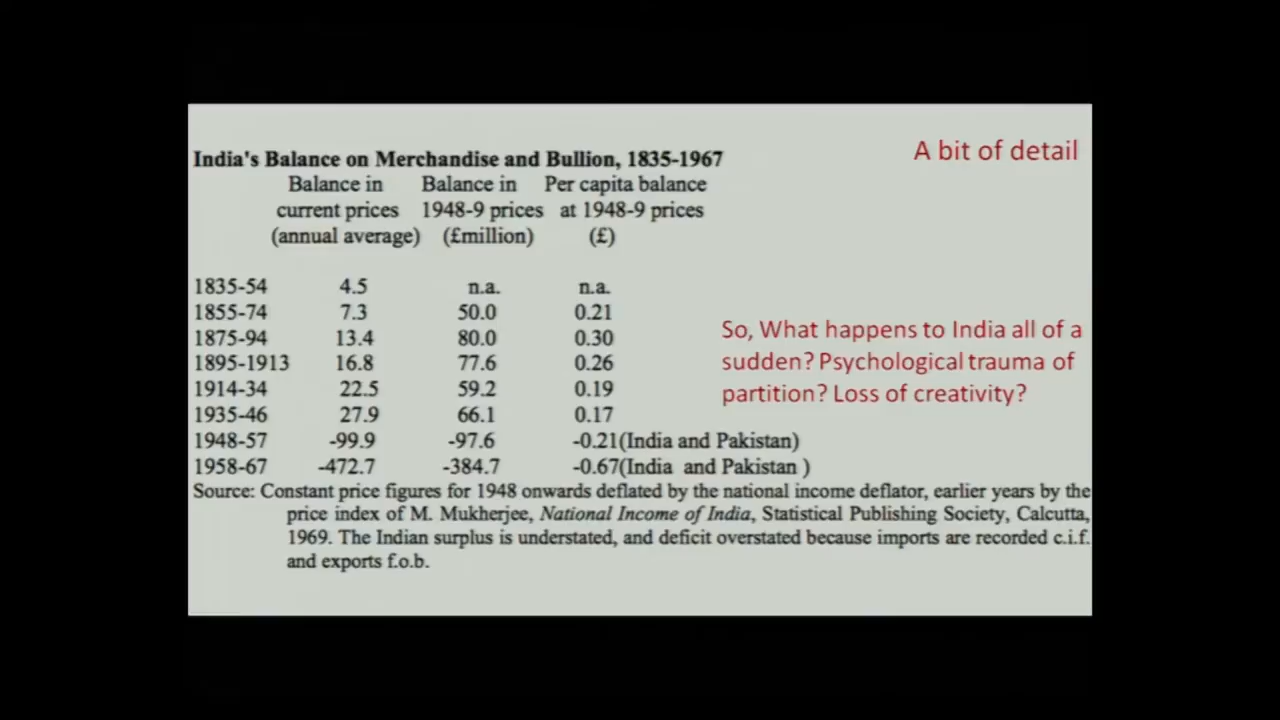 A bit of detail
India's Balance on Merchandise and Bullion, 1835-1967
Balance in Balance in Per capita balance
current prices 1948-9 prices at 1948-9 prices
(annual average) (£million) (£)
1835-54 4.5 n.a. n.a.
1855-74 7.3 50.0 0.21
1875-94 13.4 80.0 0.30
1895-1913 16.8 77.6 0.26
1914-34 22.5 59.2 0.19
1935-46 27.9 66.1 0.17
1948-57 -99.9 -97.6 -0.21(India and Pakistan)
1958-67 -472.7 -384.7 -0.67(India and Pakistan )
Source: Constant price figures for 1948 onwards deflated by the national income deflator, earlier years by the
price index of M. Mukherjee, National Income of India, Statistical Publishing Society, Calcutta,
1969. The Indian surplus is understated, and deficit overstated because imports are recorded c.i.f.
and exports f.o.b.
So, What happens to India all of a
sudden? Psychological trauma of
partition? Loss of creativity?